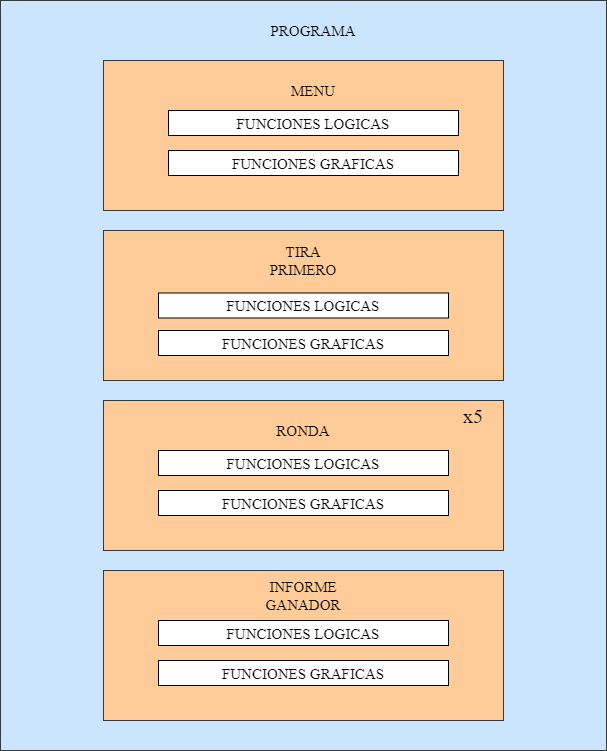 PROGRAMA
MENU
FUNCIONES LOGICAS
FUNCIONES GRAFICAS
TIRA
PRIMERO
FUNCIONES LOGICAS
FUNCIONES GRAFICAS
x5
RONDA
FUNCIONES LOGICAS
FUNCIONES GRAFICAS
INFORME
GANADOR
FUNCIONES LOGICAS
FUNCIONES GRAFICAS